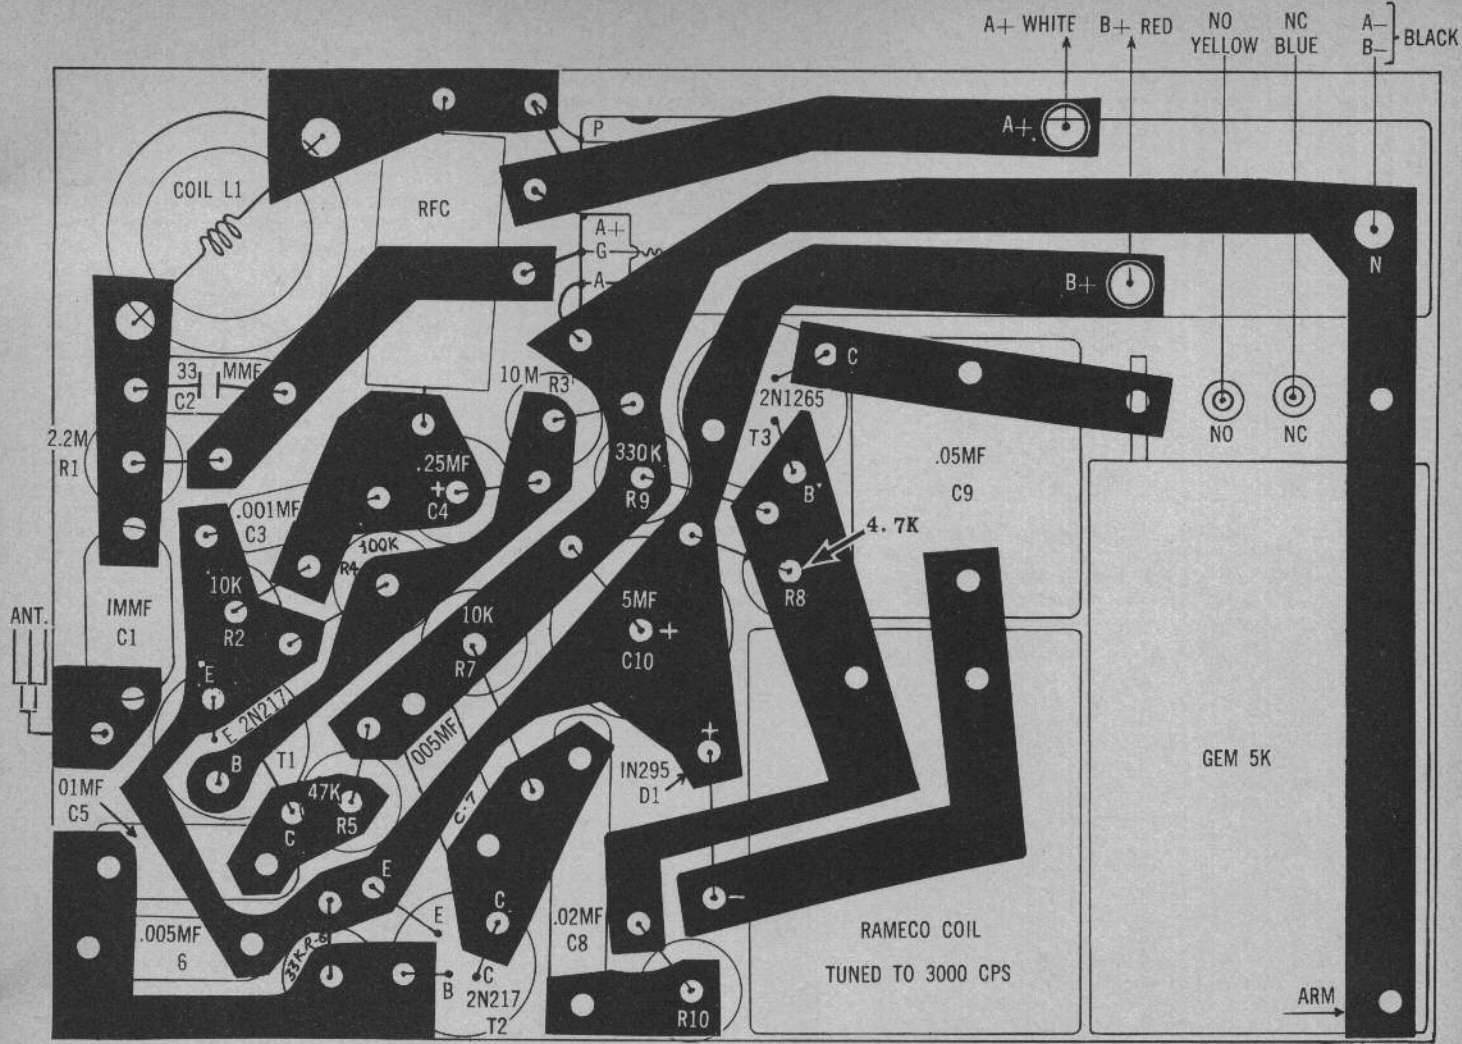 A+ WHITE
B+ RED
NO
YELLOW
NC
BLUE
A–
B–
BLACK
P
A+
COIL L1
RFC
A+
G
A
N
B+
33 MMF
C2
10 M
R3
C
2N1265
T3
NO
NC
2.2M
R1
.25MF
+
C4
330K
R9
B
.05MF
C9
.001MF
C3
100K
R4
4.7K
10K
R2
R8
ANT.
IMMF
C1
10K
R7
5MF
+
C10
E
E 2N217
B
T1
.005MF
C-7
+
IN295
D1
GEM 5K
01MF
C5
47K
R5
C
E
E
C
–
.005MF
6
33K R-6
.02MF
C8
RAMECO COIL
TUNED TO 3000 CPS
B
C
2N217
T2
R10
ARM